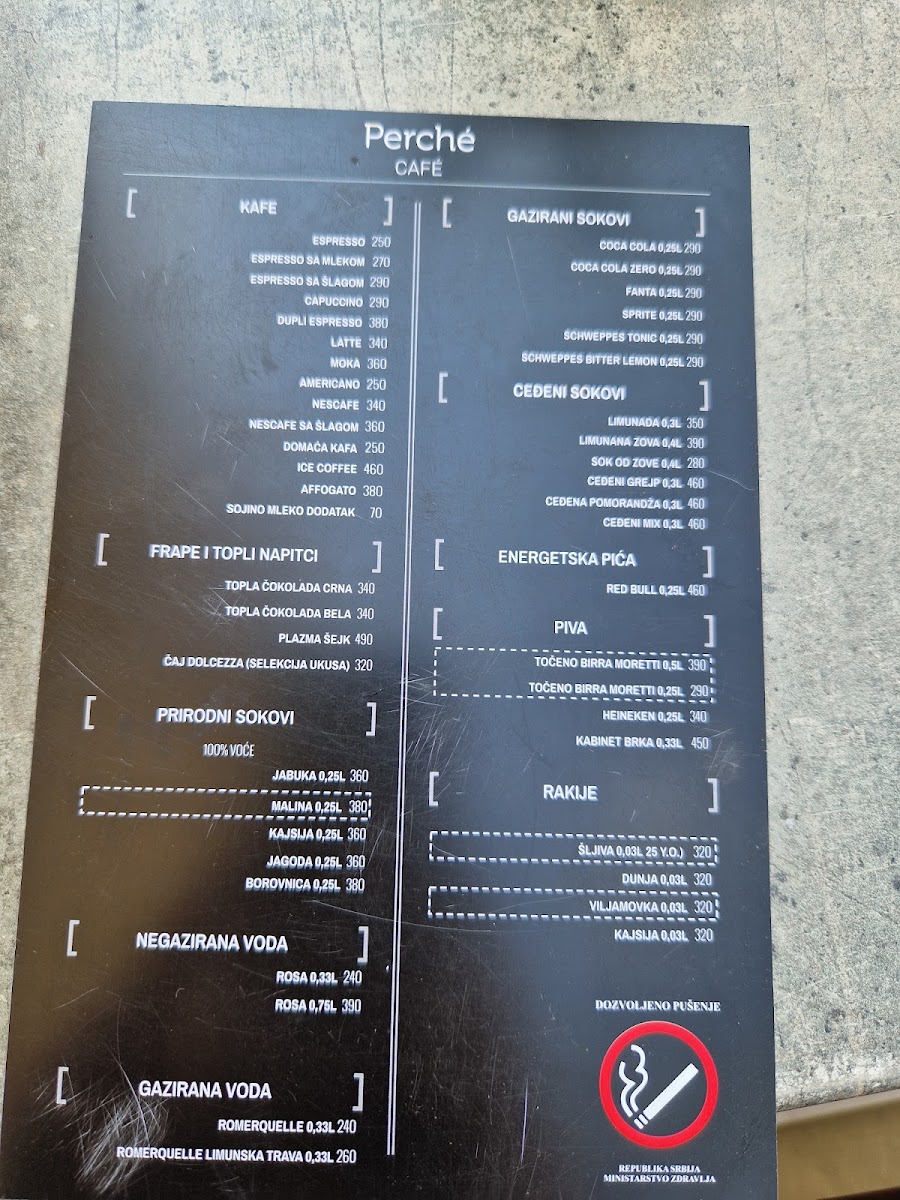 Perché
CAFÉ
KAFE
ESPRESSO 250
ESPRESSO SA MLEKOM 270
ESPRESSO SA ŠLAGOM 290
CAPUCCINO 290
DUPLI ESPRESSO 380
LATTE 340
MOKA 360
AMERICANO 250
NESCAFE 340
NESCAFE SA ŠLAGOM 360
DOMAĆA KAFA 250
ICE COFFEE 460
AFFOGATO 380
SOJINO MLEKO DODATAK 70
FRAPE I TOPLI NAPITCI
TOPLA ČOKOLADA CRNA 340
TOPLA ČOKOLADA BELA 340
PLAZMA ŠEJK 490
ČAJ DOLCEZZA (SELEKCIJA UKUSA) 320
PRIRODNI SOKOVI
100% VOĆE
JABUKA 0,25L 360
MALINA 0,25L 380
KAJSIJA 0,25L 360
JAGODA 0,25L 360
BOROVNICA 0,25L 380
NEGAZIRANA VODA
ROSA 0,33L 240
ROSA 0,75L 390
GAZIRANA VODA
ROMERQUELLE 0,33L 240
ROMERQUELLE LIMUNSKA TRAVA 0,33L 260
GAZIRANI SOKOVI
COCA COLA 0,25L 290
COCA COLA ZERO 0,25L 290
FANTA 0,25L 290
SPRITE 0,25L 290
SCHWEPPES TONIC 0,25L 290
SCHWEPPES BITTER LEMON 0,25L 290
CEĐENI SOKOVI
LIMUNADA 0,3L 350
LIMUNANA ZOVA 0,4L 390
SOK OD ZOVE 0,4L 280
CEĐENI GREJP 0,3L 460
CEĐENA POMORANDŽA 0,3L 460
CEĐENI MIX 0,3L 460
ENERGETSKA PIĆA
RED BULL 0,25L 460
PIVA
TOČENO BIRRA MORETTI 0,5L 390
TOČENO BIRRA MORETTI 0,25L 290
HEINEKEN 0,25L 340
KABINET BRKA 0,33L 450
RAKIJE
ŠLJIVA 0,03L 25 Y.O.) 320
DUNJA 0,03L 320
VILJAMOVKA 0,03L 320
KAJSIJA 0,03L 320
DOZVOLJENO PUŠENJE
REPUBLIKA SRBIJA
MINISTARSTVO ZDRAVLJA